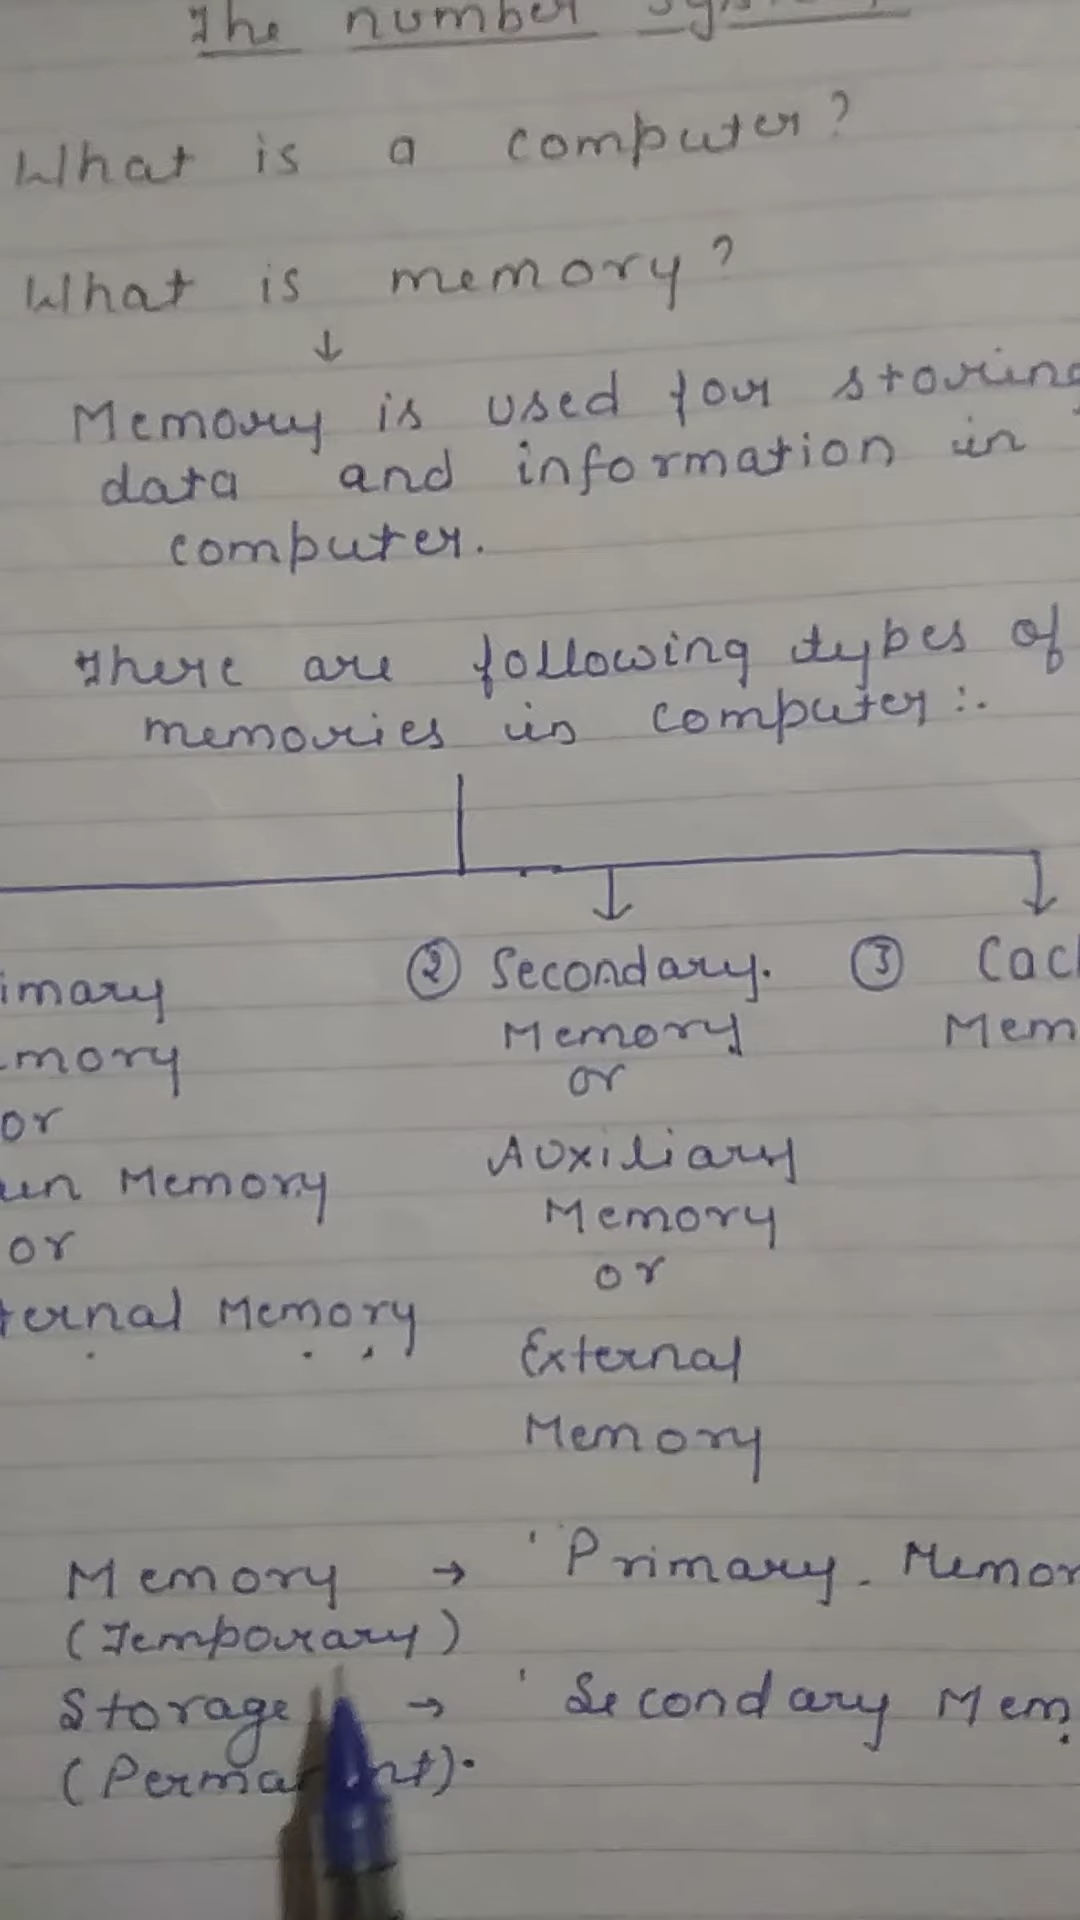 The number
What is a computer?
What is memory?
↓
Memory is used for storing
data and information in
computer.
There are following types of
memories in computer:.
② Secondary. ③
imary Memory Mem
mory or
or Auxiliary
Memory Memory
or or
ternal Memory External
Memory
Memory → 'Primary. Memor
(Temporary)
Storage → 'Secondary Mem.
(Permanent).